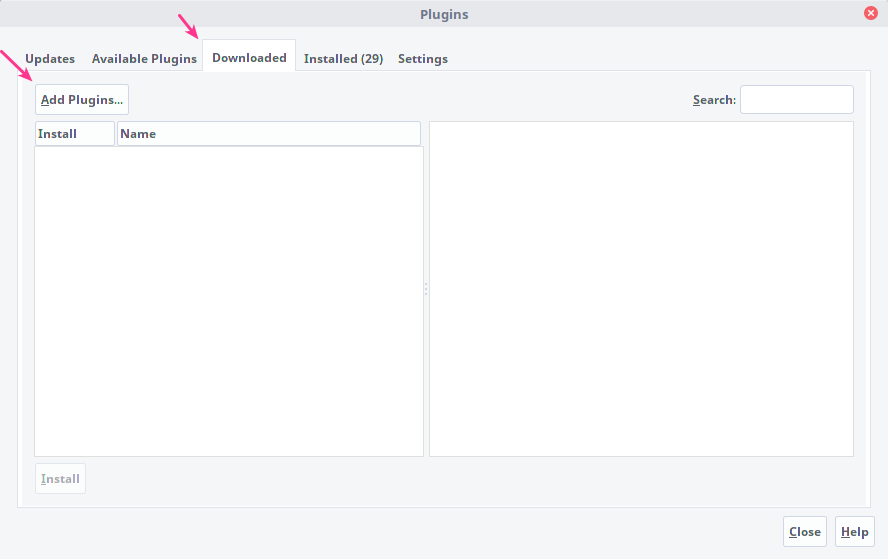 Plugins
Updates Available Plugins Downloaded Installed (29) Settings
Add Plugins... Search:
Install Name
Install
Close Help